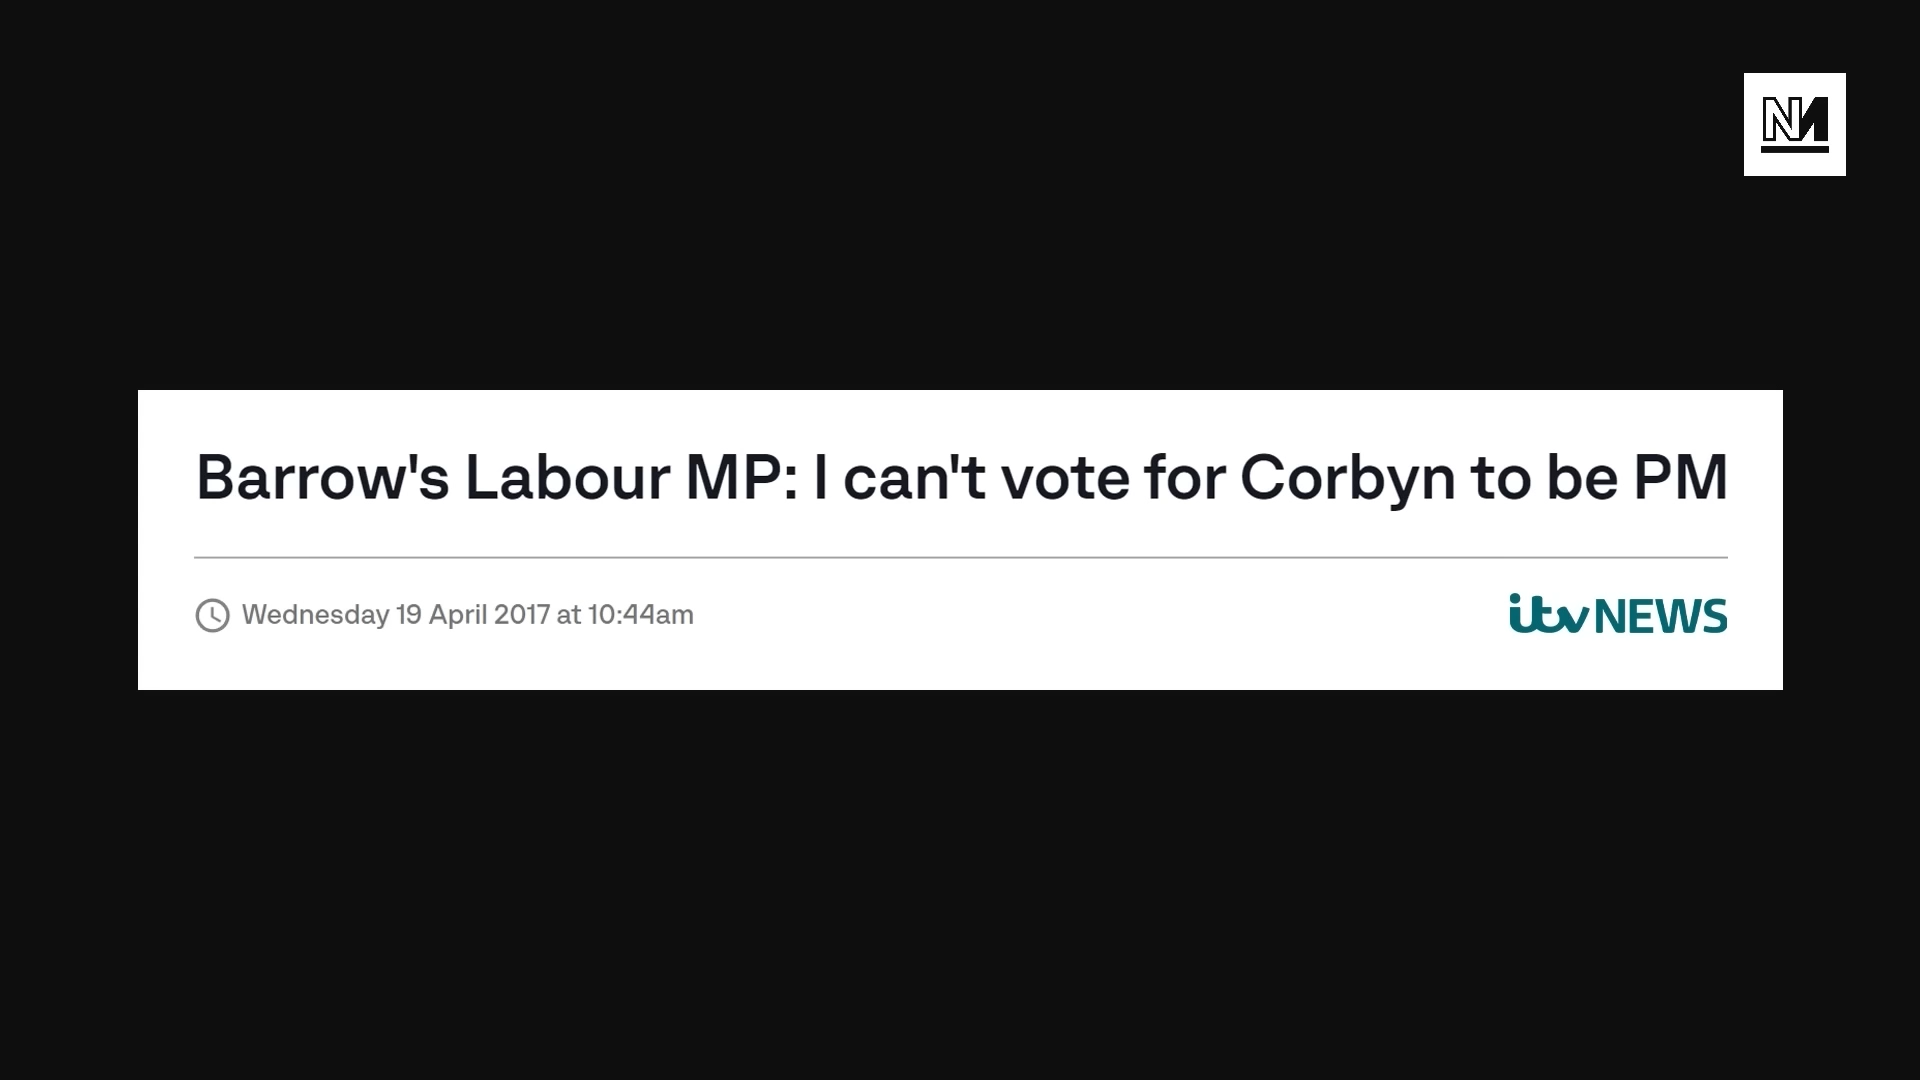 NM
Barrow's Labour MP: I can't vote for Corbyn to be PM
Wednesday 19 April 2017 at 10:44am
itv NEWS